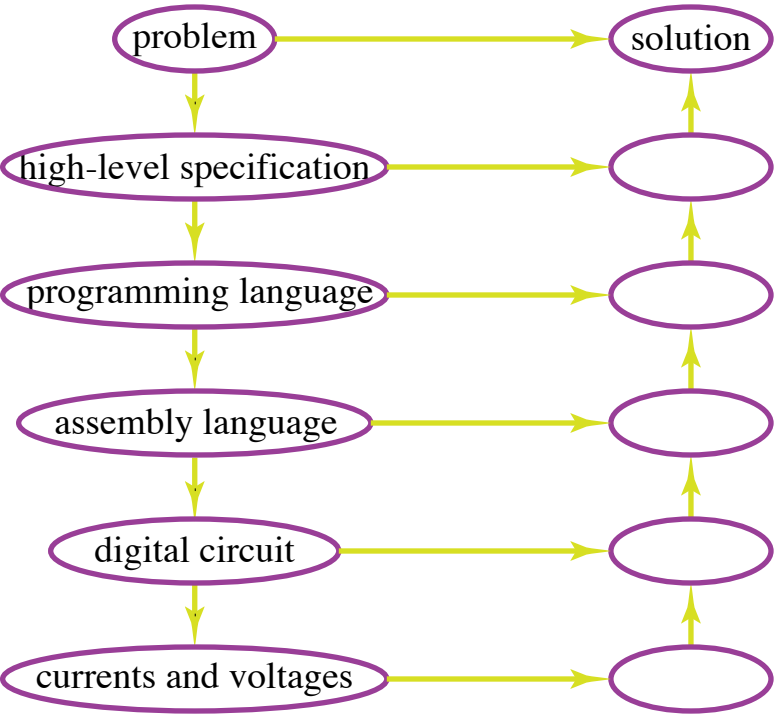 problem
solution
high-level specification
programming language
assembly language
digital circuit
currents and voltages